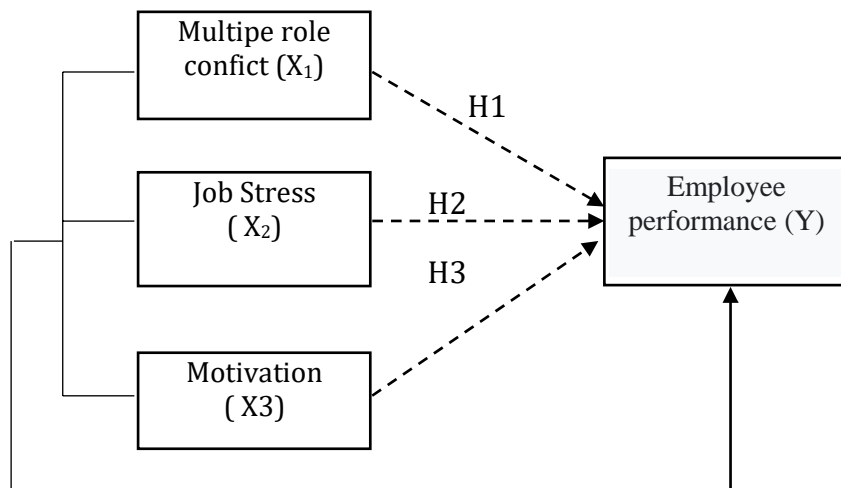 Multipe role
confict (X₁)
H1
Job Stress
( X₂)
H2
Employee
performance (Y)
H3
Motivation
( X3)